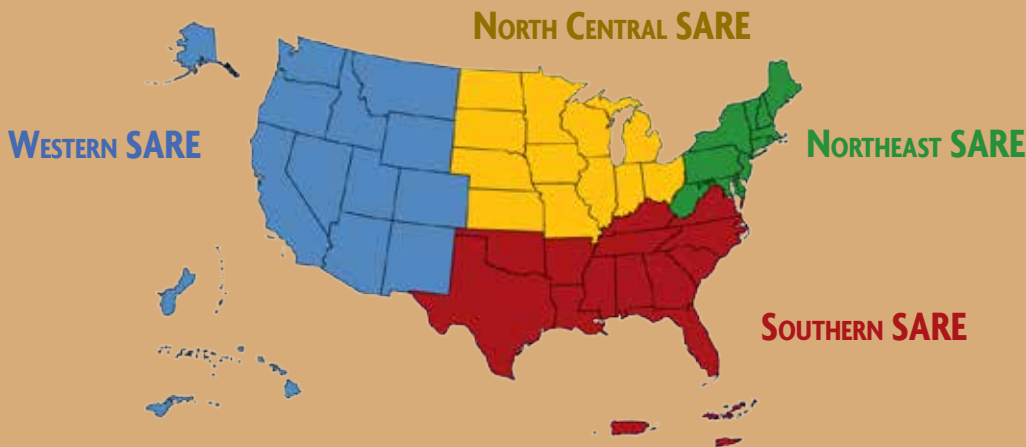 North Central SARE
Western SARE
Northeast SARE
Southern SARE